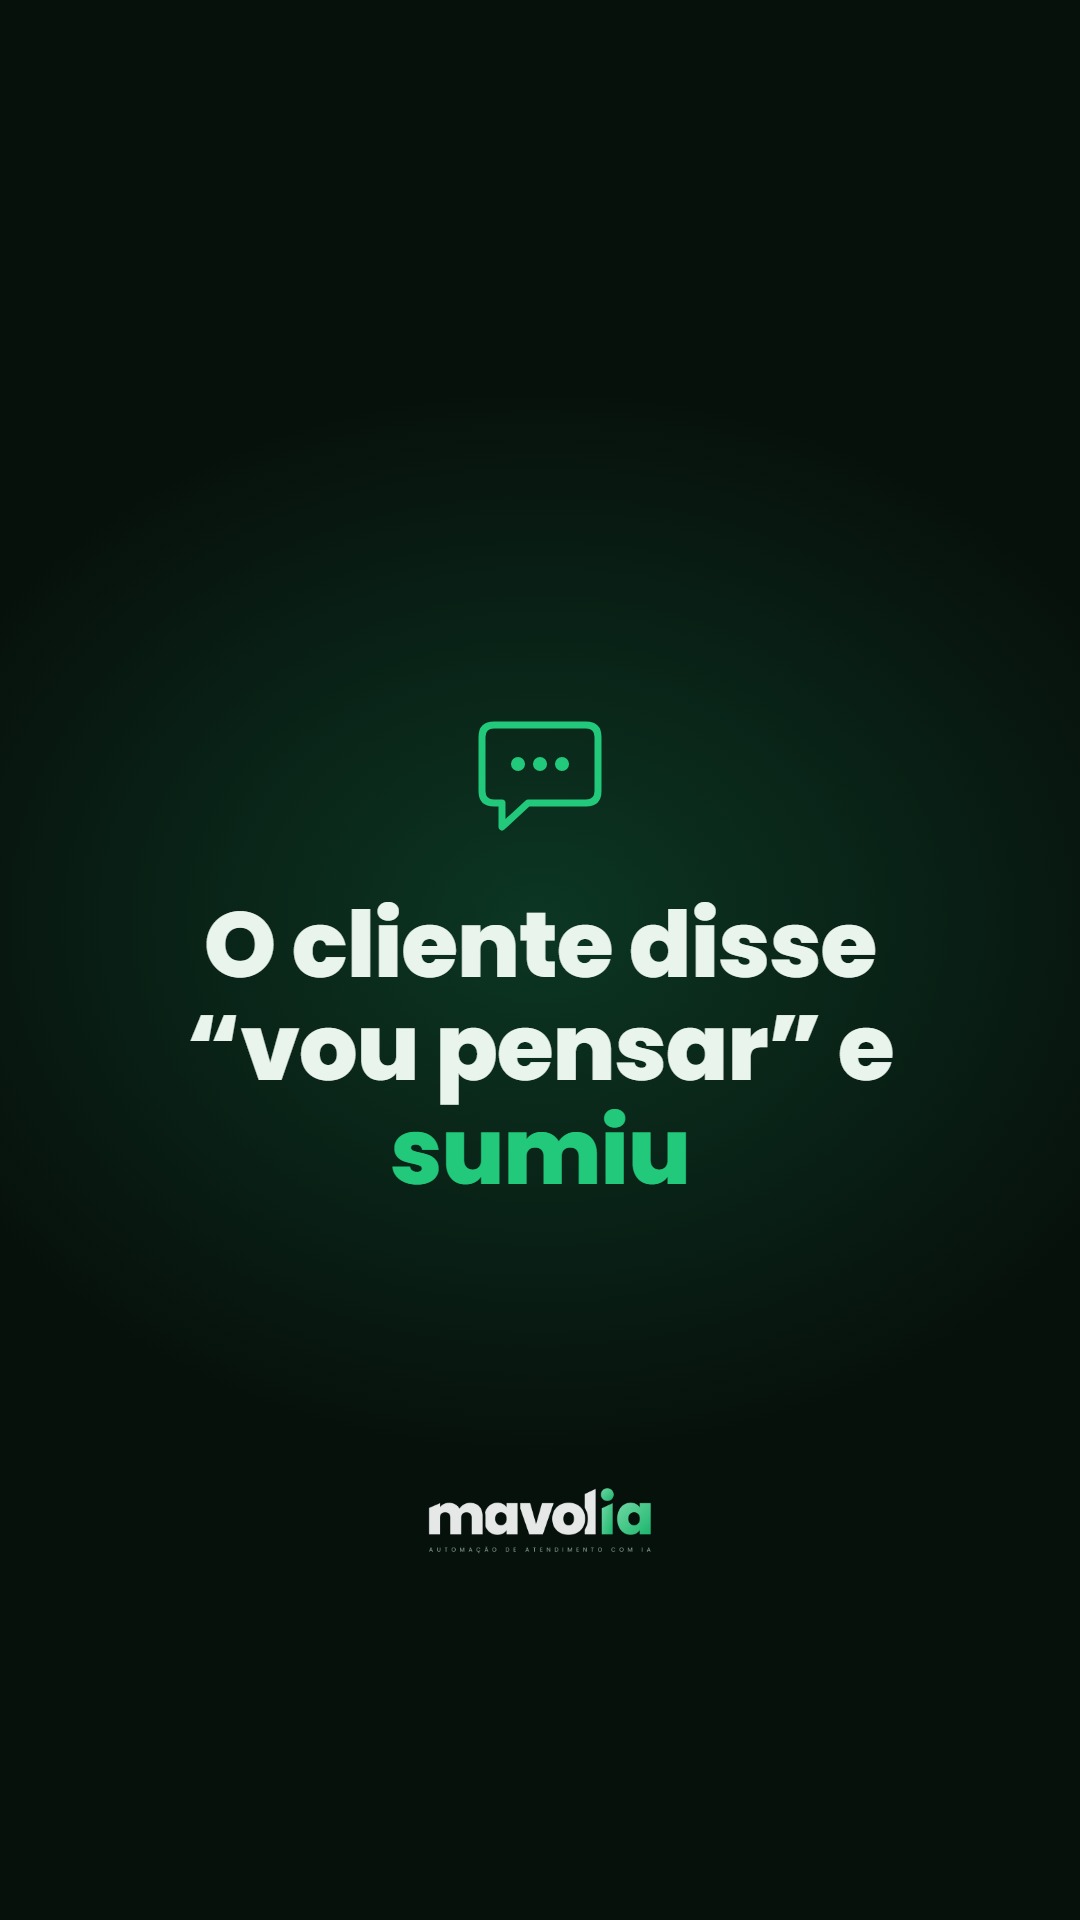 O cliente disse
“vou pensar” e
sumiu
mavolia
AUTOMAÇÃO DE ATENDIMENTO COM IA